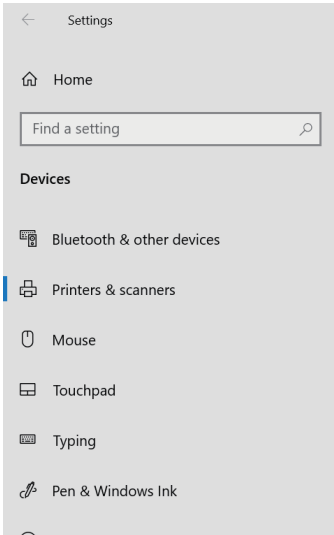 Settings
Home
Find a setting
Devices
Bluetooth & other devices
Printers & scanners
Mouse
Touchpad
Typing
Pen & Windows Ink